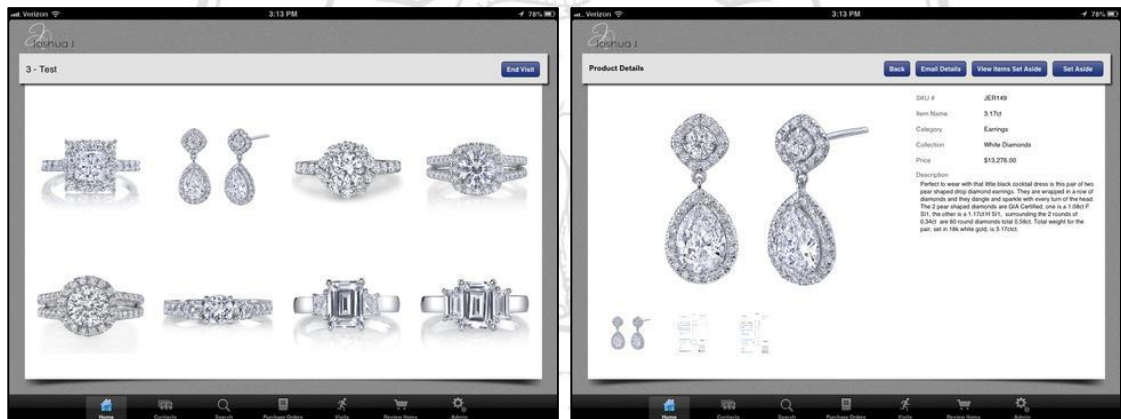 Verizon
3:13 PM
78%
Joshua J
3 - Test
End Visit
Home
Contacts
Search
Purchase Orders
Visits
Review Items
Admin
Verizon
3:13 PM
78%
Joshua J
Product Details
Back
Email Details
View Items Set Aside
Set Aside
SKU # JER149
Item Name 3.17ct
Category Earrings
Collection White Diamonds
Price $13,276.00
Description
Perfect to wear with that little black cocktail dress is this pair of two
pear shaped drop diamond earrings. They are wrapped in a row of
diamonds and they dangle and sparkle with every turn of the head.
The 2 pear shaped diamonds are GIA Certified, one is a 1.08ct F
SI1, the other is a 1.17ct H SI1, surrounding the 2 rounds of
0.34ct are 60 round diamonds total 0.58ct. Total weight for the
pair, set in 18k white gold, is 3.17ctct.
Home
Contacts
Search
Purchase Orders
Visits
Review Items
Admin